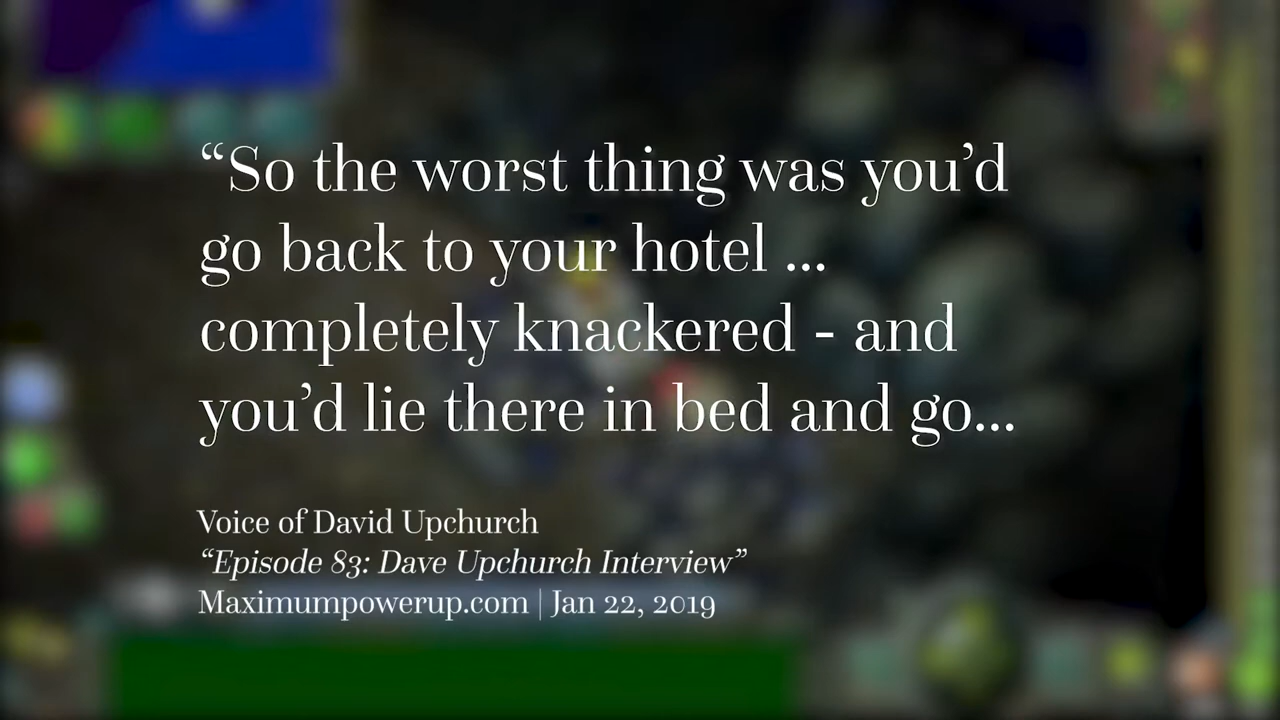 “So the worst thing was you’d
go back to your hotel ...
completely knackered - and
you’d lie there in bed and go...
Voice of David Upchurch
“Episode 83: Dave Upchurch Interview”
Maximumpowerup.com | Jan 22, 2019